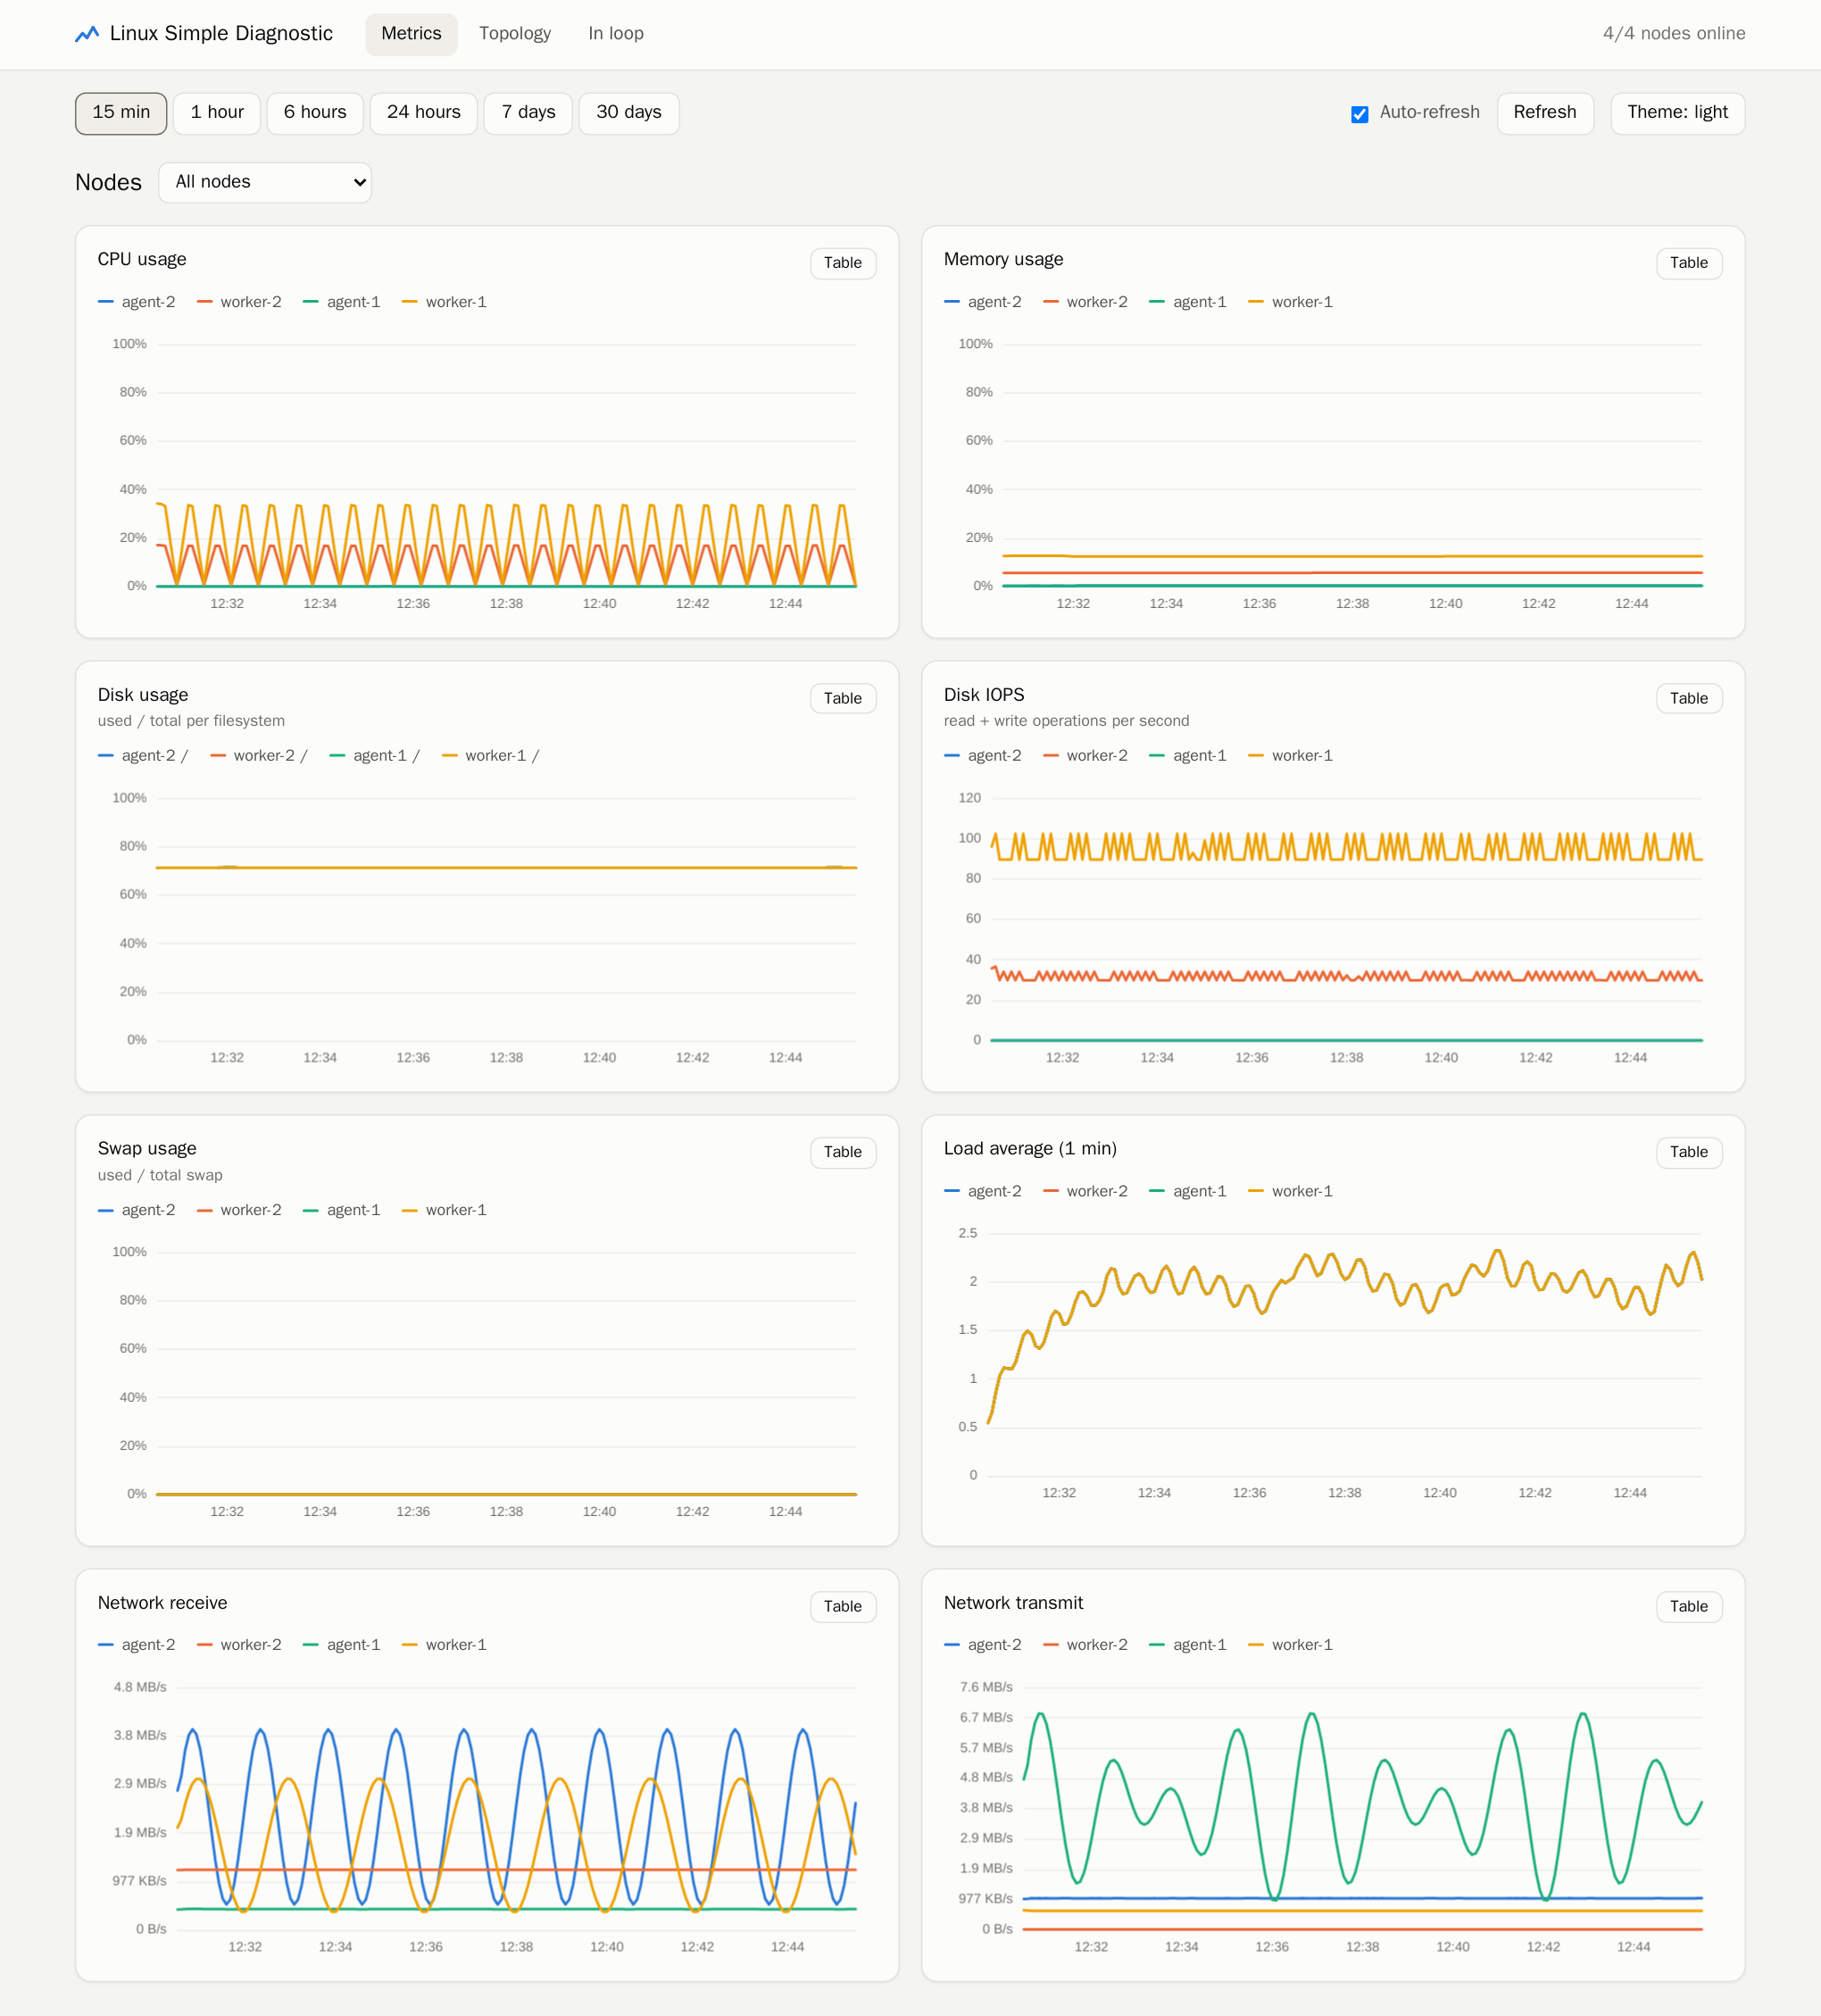 Linux Simple Diagnostic Metrics Topology In loop 4/4 nodes online
15 min 1 hour 6 hours 24 hours 7 days 30 days Auto-refresh Refresh Theme: light
Nodes All nodes
CPU usage Table
agent-2 worker-2 agent-1 worker-1
100%
80%
60%
40%
20%
0%
12:32 12:34 12:36 12:38 12:40 12:42 12:44
Memory usage Table
agent-2 worker-2 agent-1 worker-1
100%
80%
60%
40%
20%
0%
12:32 12:34 12:36 12:38 12:40 12:42 12:44
Disk usage Table
used / total per filesystem
agent-2 / worker-2 / agent-1 / worker-1 /
100%
80%
60%
40%
20%
0%
12:32 12:34 12:36 12:38 12:40 12:42 12:44
Disk IOPS Table
read + write operations per second
agent-2 worker-2 agent-1 worker-1
120
100
80
60
40
20
0
12:32 12:34 12:36 12:38 12:40 12:42 12:44
Swap usage Table
used / total swap
agent-2 worker-2 agent-1 worker-1
100%
80%
60%
40%
20%
0%
12:32 12:34 12:36 12:38 12:40 12:42 12:44
Load average (1 min) Table
agent-2 worker-2 agent-1 worker-1
2.5
2
1.5
1
0.5
0
12:32 12:34 12:36 12:38 12:40 12:42 12:44
Network receive Table
agent-2 worker-2 agent-1 worker-1
4.8 MB/s
3.8 MB/s
2.9 MB/s
1.9 MB/s
977 KB/s
0 B/s
12:32 12:34 12:36 12:38 12:40 12:42 12:44
Network transmit Table
agent-2 worker-2 agent-1 worker-1
7.6 MB/s
6.7 MB/s
5.7 MB/s
4.8 MB/s
3.8 MB/s
2.9 MB/s
1.9 MB/s
977 KB/s
0 B/s
12:32 12:34 12:36 12:38 12:40 12:42 12:44